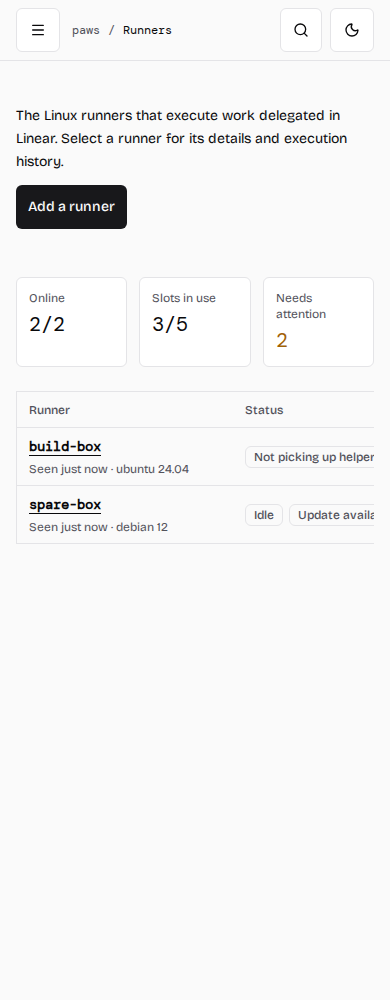 paws / Runners
The Linux runners that execute work delegated in
Linear. Select a runner for its details and execution
history.
Add a runner
Online
2/2
Slots in use
3/5
Needs
attention
2
Runner Status
build-box
Seen just now · ubuntu 24.04
Not picking up helper
spare-box
Seen just now · debian 12
Idle
Update